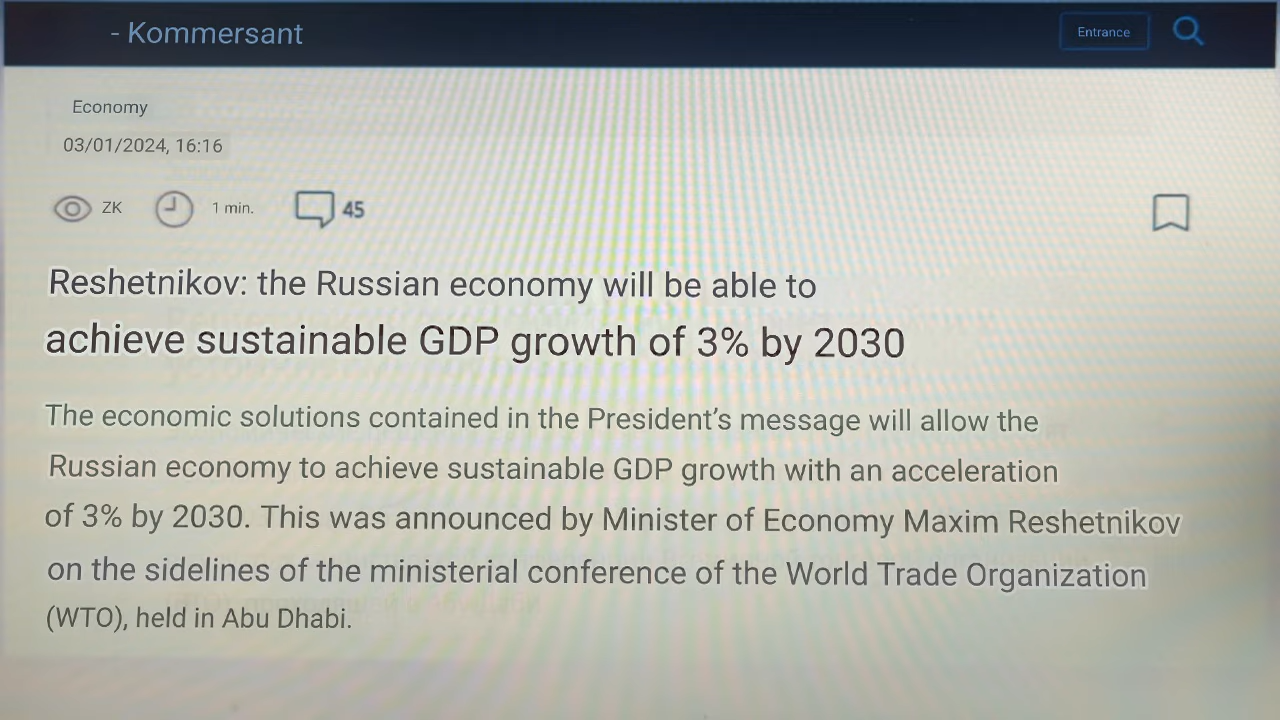 - Kommersant
Entrance
Economy
03/01/2024, 16:16
ZK
1 min.
45
Reshetnikov: the Russian economy will be able to
achieve sustainable GDP growth of 3% by 2030
The economic solutions contained in the President's message will allow the
Russian economy to achieve sustainable GDP growth with an acceleration
of 3% by 2030. This was announced by Minister of Economy Maxim Reshetnikov
on the sidelines of the ministerial conference of the World Trade Organization
(WTO), held in Abu Dhabi.